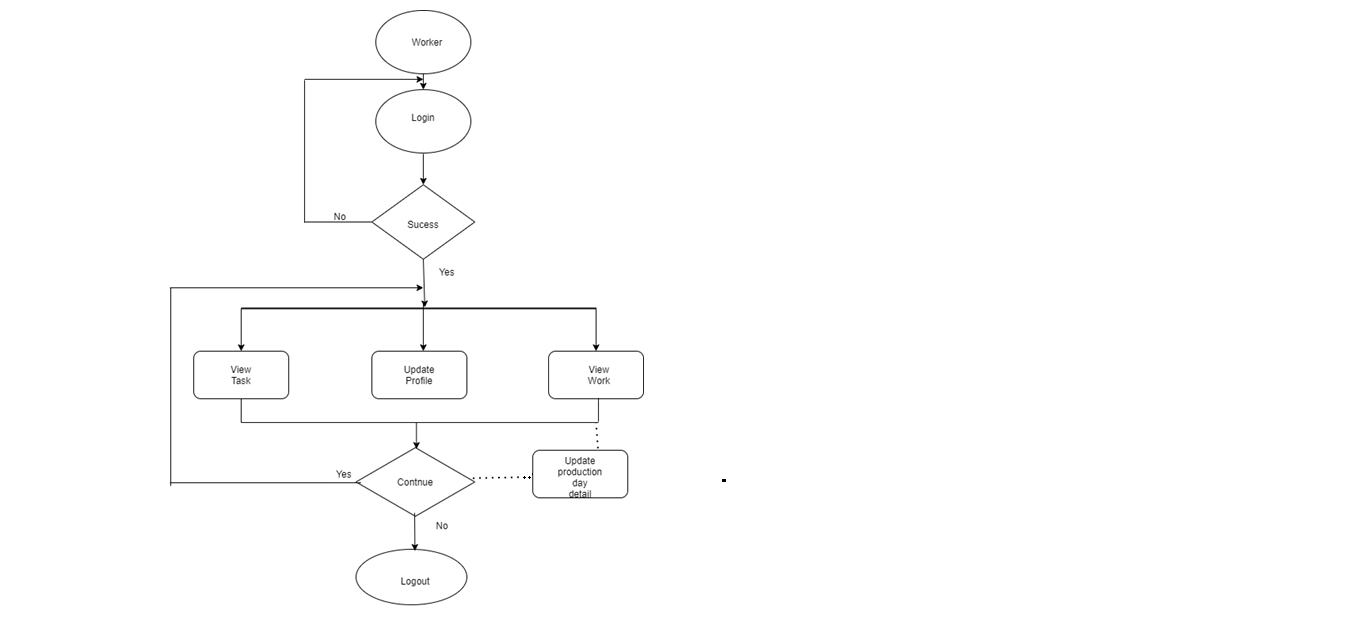 Worker
Login
Sucess
No
Yes
View
Task
Update
Profile
View
Work
Update
production
day
detail
Yes
Contnue
No
Logout